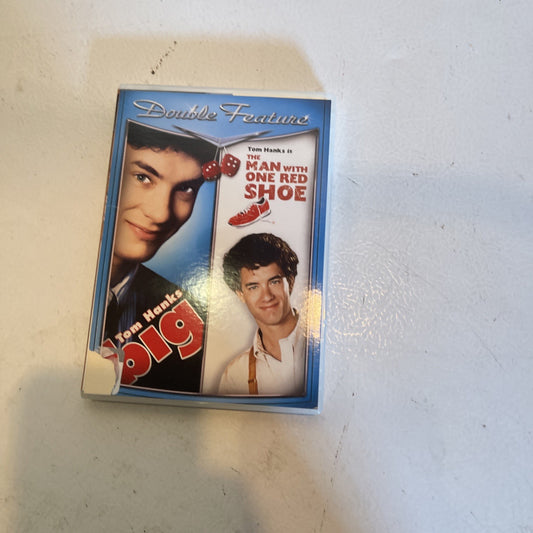 Double Feature
Tom Hanks is
THE
MAN WITH
ONE RED
SHOE
Tom Hanks
big